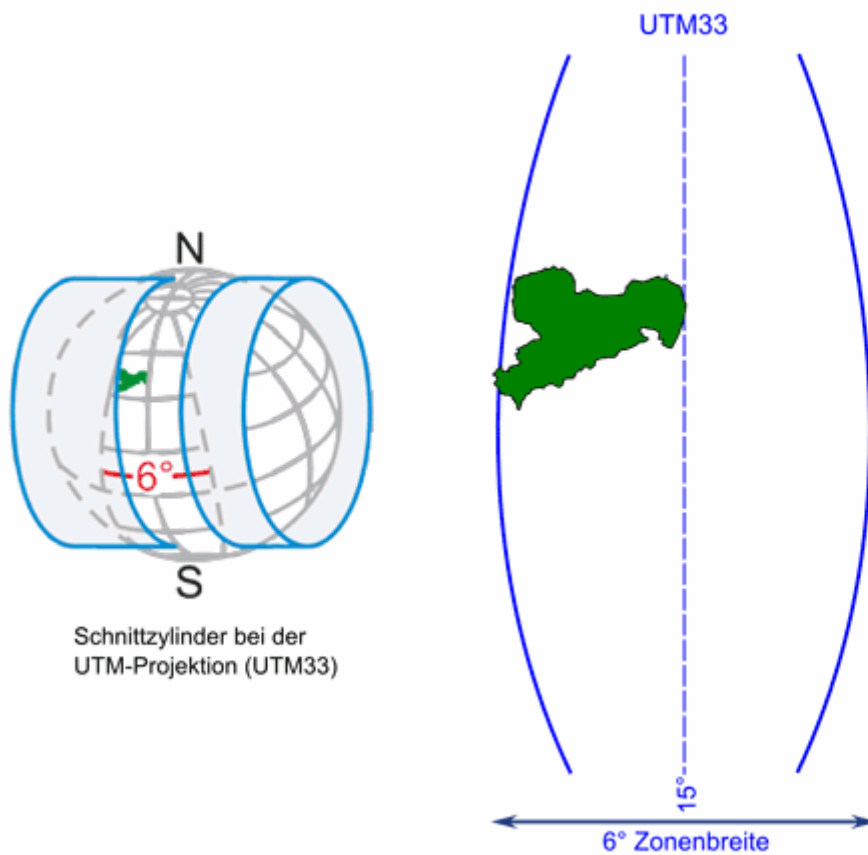 UTM33
N
6°
S
Schnittzylinder bei der
UTM-Projektion (UTM33)
15°
6° Zonenbreite